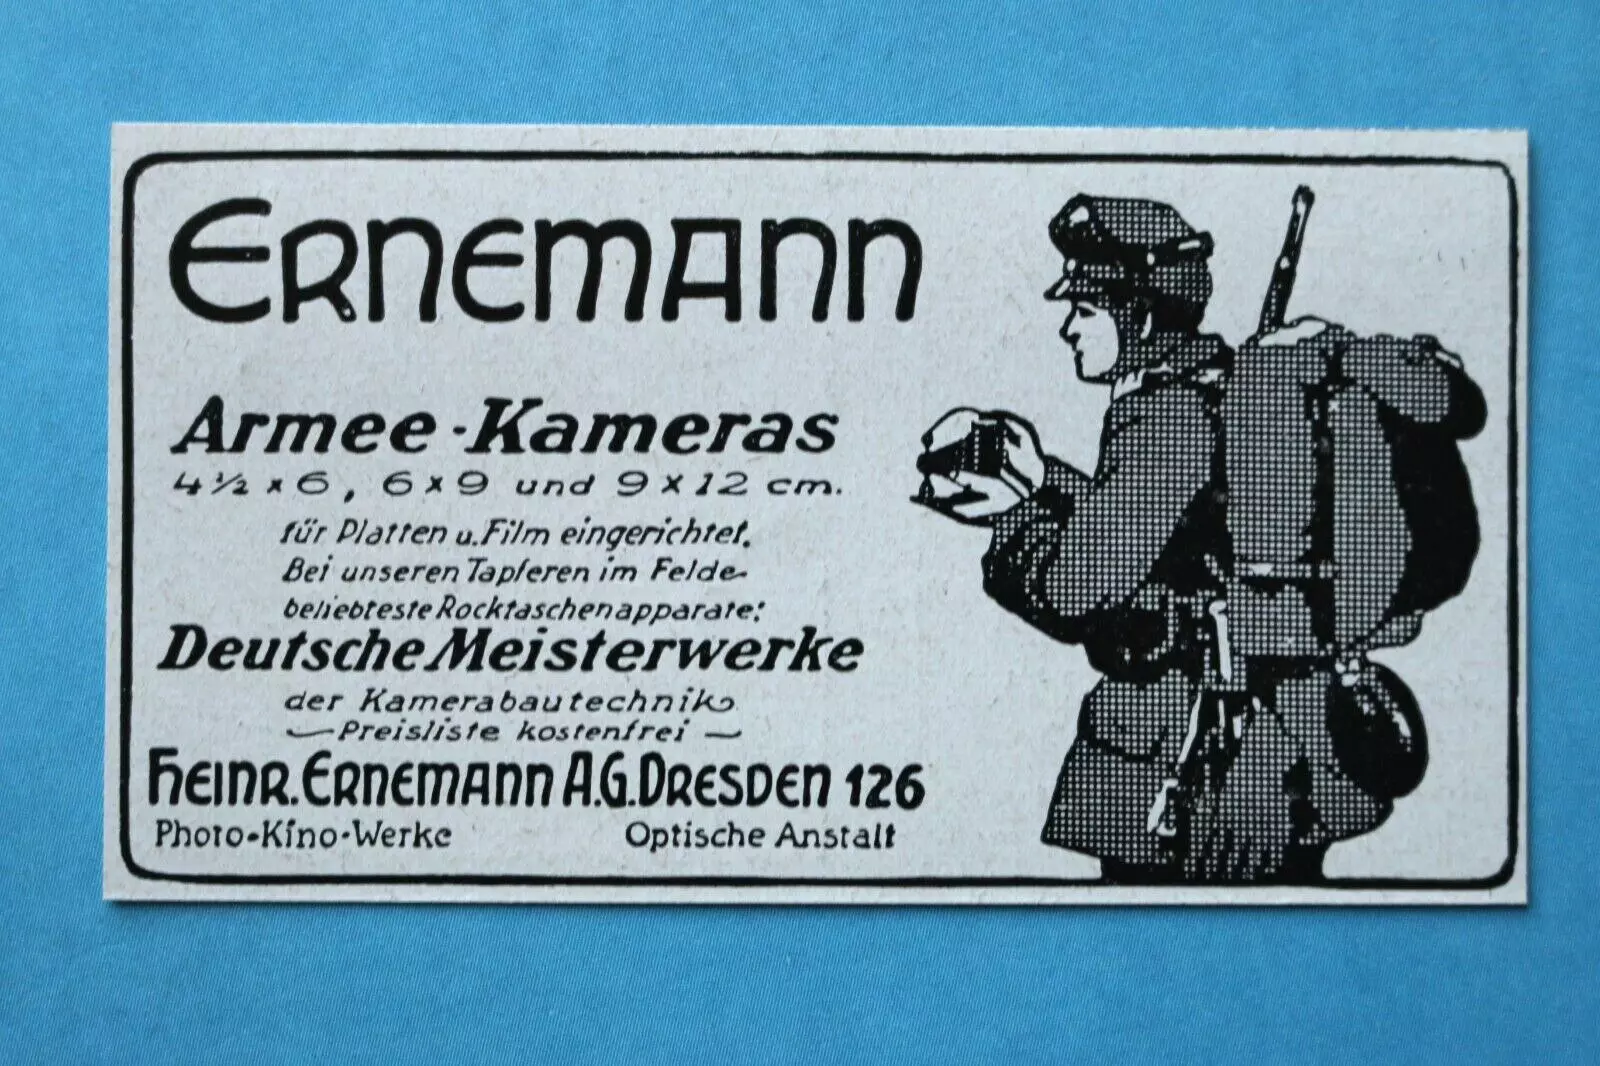 ERNEMANN
Armee-Kameras
4½ x 6, 6 x 9 und 9 x 12 cm.
für Platten u. Film eingerichtet.
Bei unseren Tapferen im Felde
beliebteste Rocktaschenapparate:
Deutsche Meisterwerke
der Kamerabautechnik
Preisliste kostenfrei
HEINR. ERNEMANN A.G. DRESDEN 126
Photo-Kino-Werke Optische Anstalt